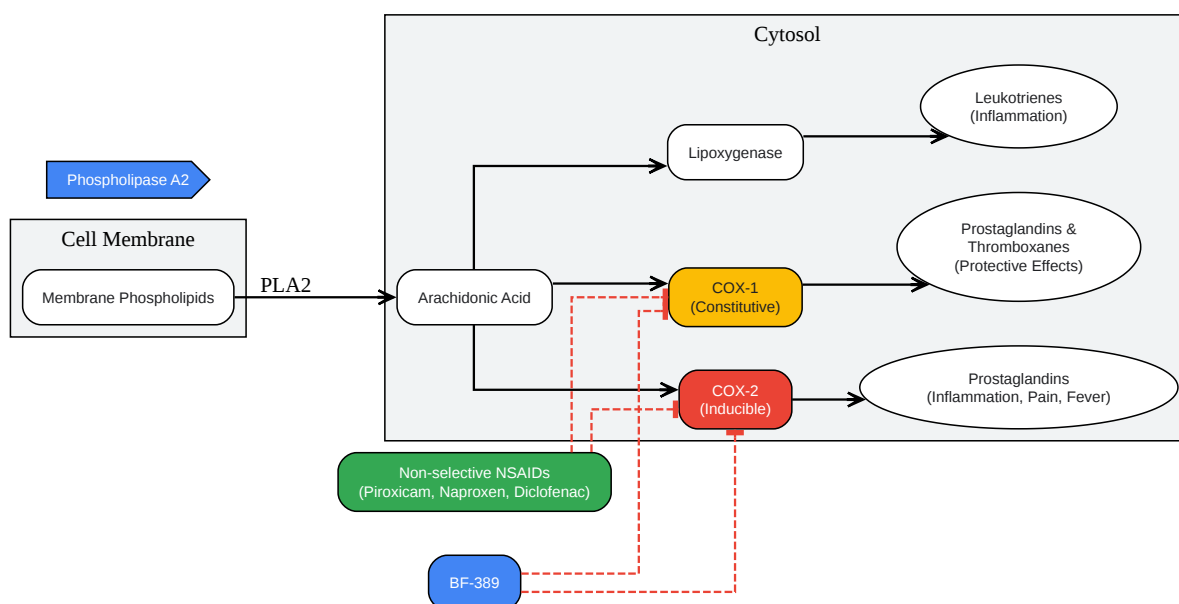 Cytosol
Leukotrienes
(Inflammation)
Lipoxygenase
Phospholipase A2
Cell Membrane
Membrane Phospholipids
PLA2
Arachidonic Acid
COX-1
(Constitutive)
Prostaglandins &
Thromboxanes
(Protective Effects)
COX-2
(Inducible)
Prostaglandins
(Inflammation, Pain, Fever)
Non-selective NSAIDs
(Piroxicam, Naproxen, Diclofenac)
BF-389